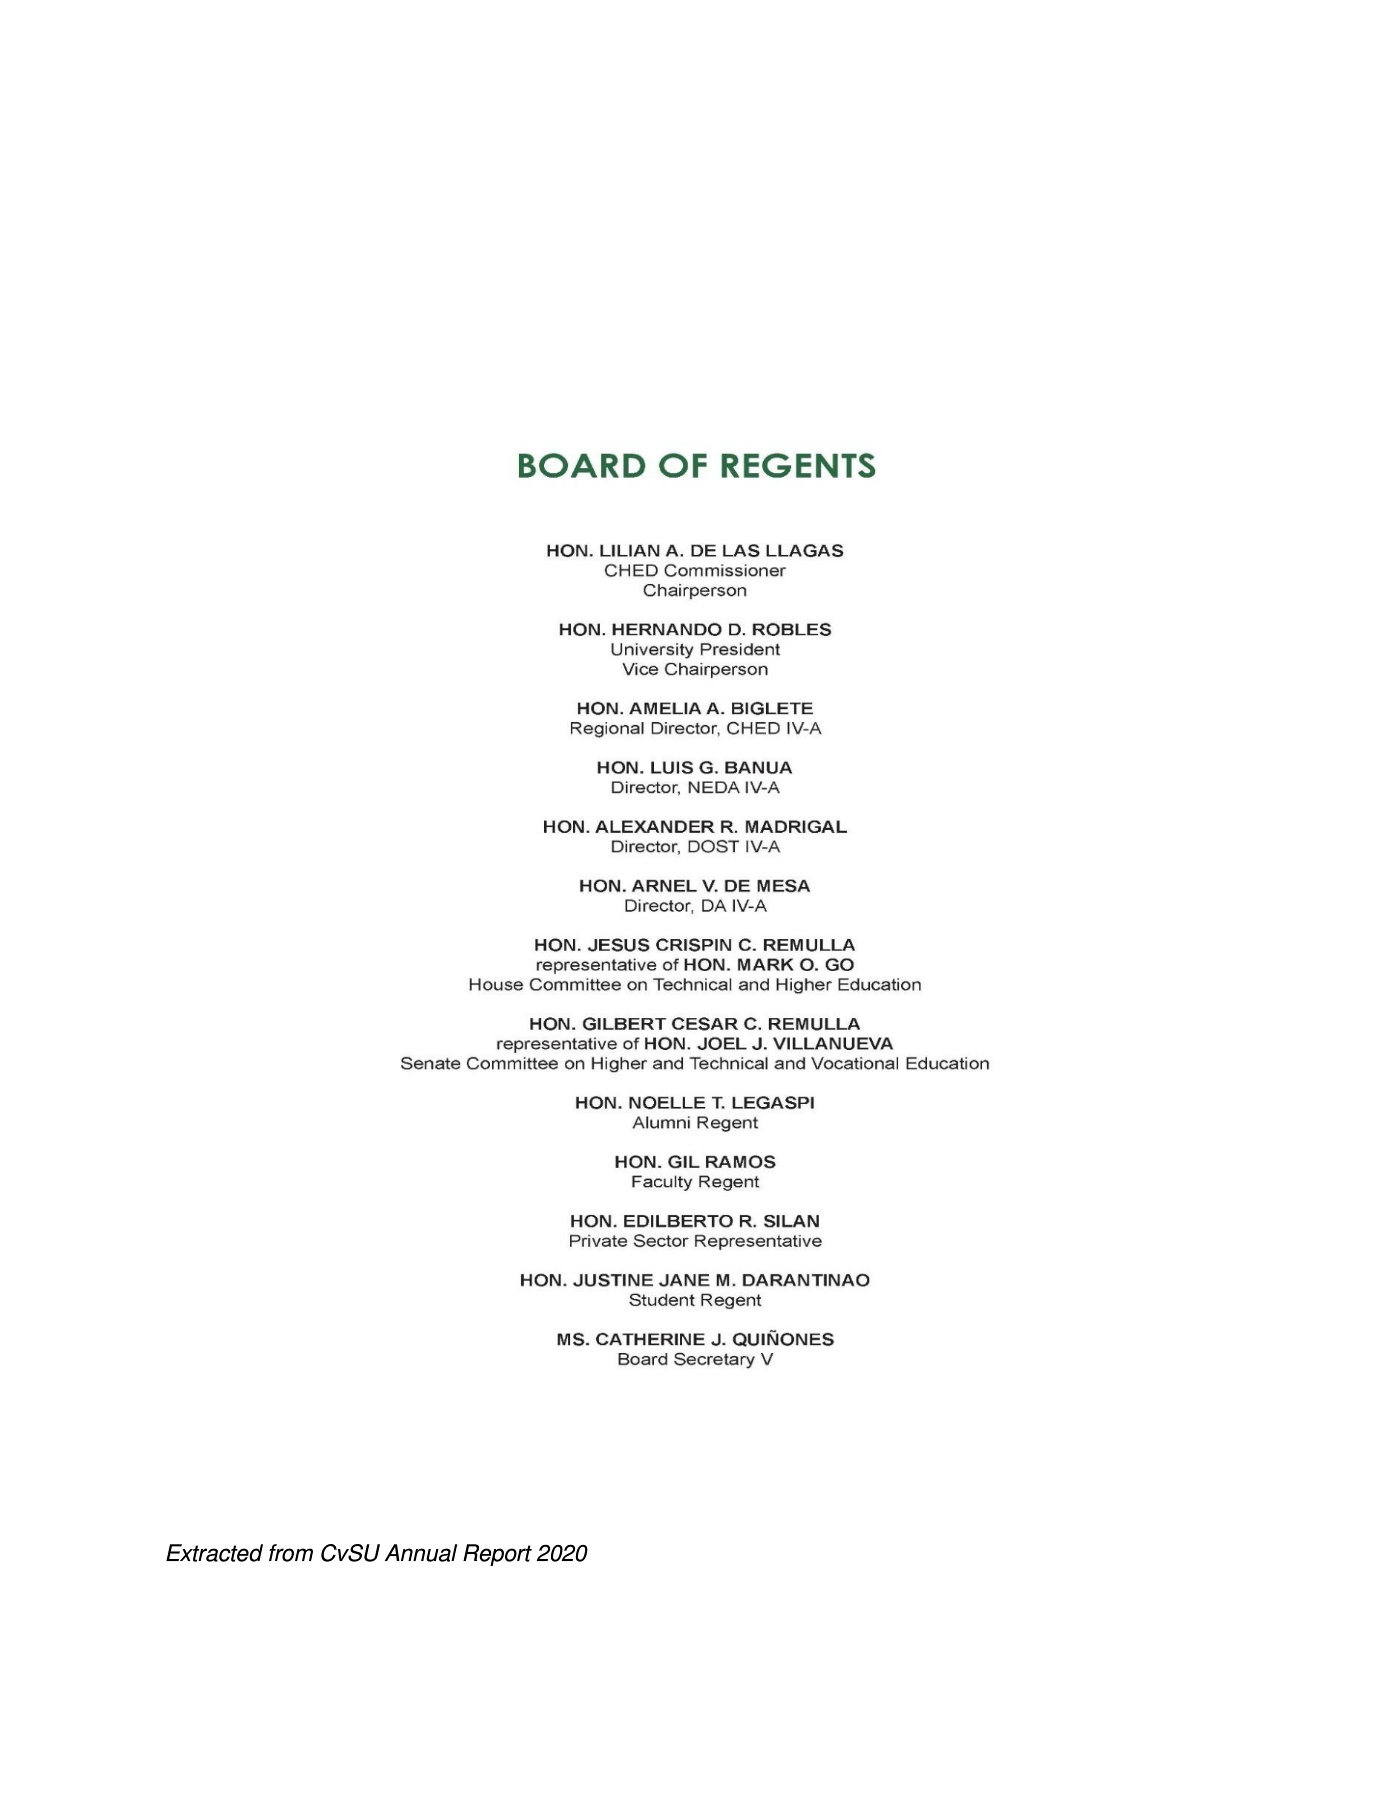 BOARD OF REGENTS
HON. LILIAN A. DE LAS LLAGAS
CHED Commissioner
Chairperson
HON. HERNANDO D. ROBLES
University President
Vice Chairperson
HON. AMELIA A. BIGLETE
Regional Director, CHED IV-A
HON. LUIS G. BANUA
Director, NEDA IV-A
HON. ALEXANDER R. MADRIGAL
Director, DOST IV-A
HON. ARNEL V. DE MESA
Director, DA IV-A
HON. JESUS CRISPIN C. REMULLA
representative of HON. MARK O. GO
House Committee on Technical and Higher Education
HON. GILBERT CESAR C. REMULLA
representative of HON. JOEL J. VILLANUEVA
Senate Committee on Higher and Technical and Vocational Education
HON. NOELLE T. LEGASPI
Alumni Regent
HON. GIL RAMOS
Faculty Regent
HON. EDILBERTO R. SILAN
Private Sector Representative
HON. JUSTINE JANE M. DARANTINAO
Student Regent
MS. CATHERINE J. QUIÑONES
Board Secretary V
Extracted from CvSU Annual Report 2020